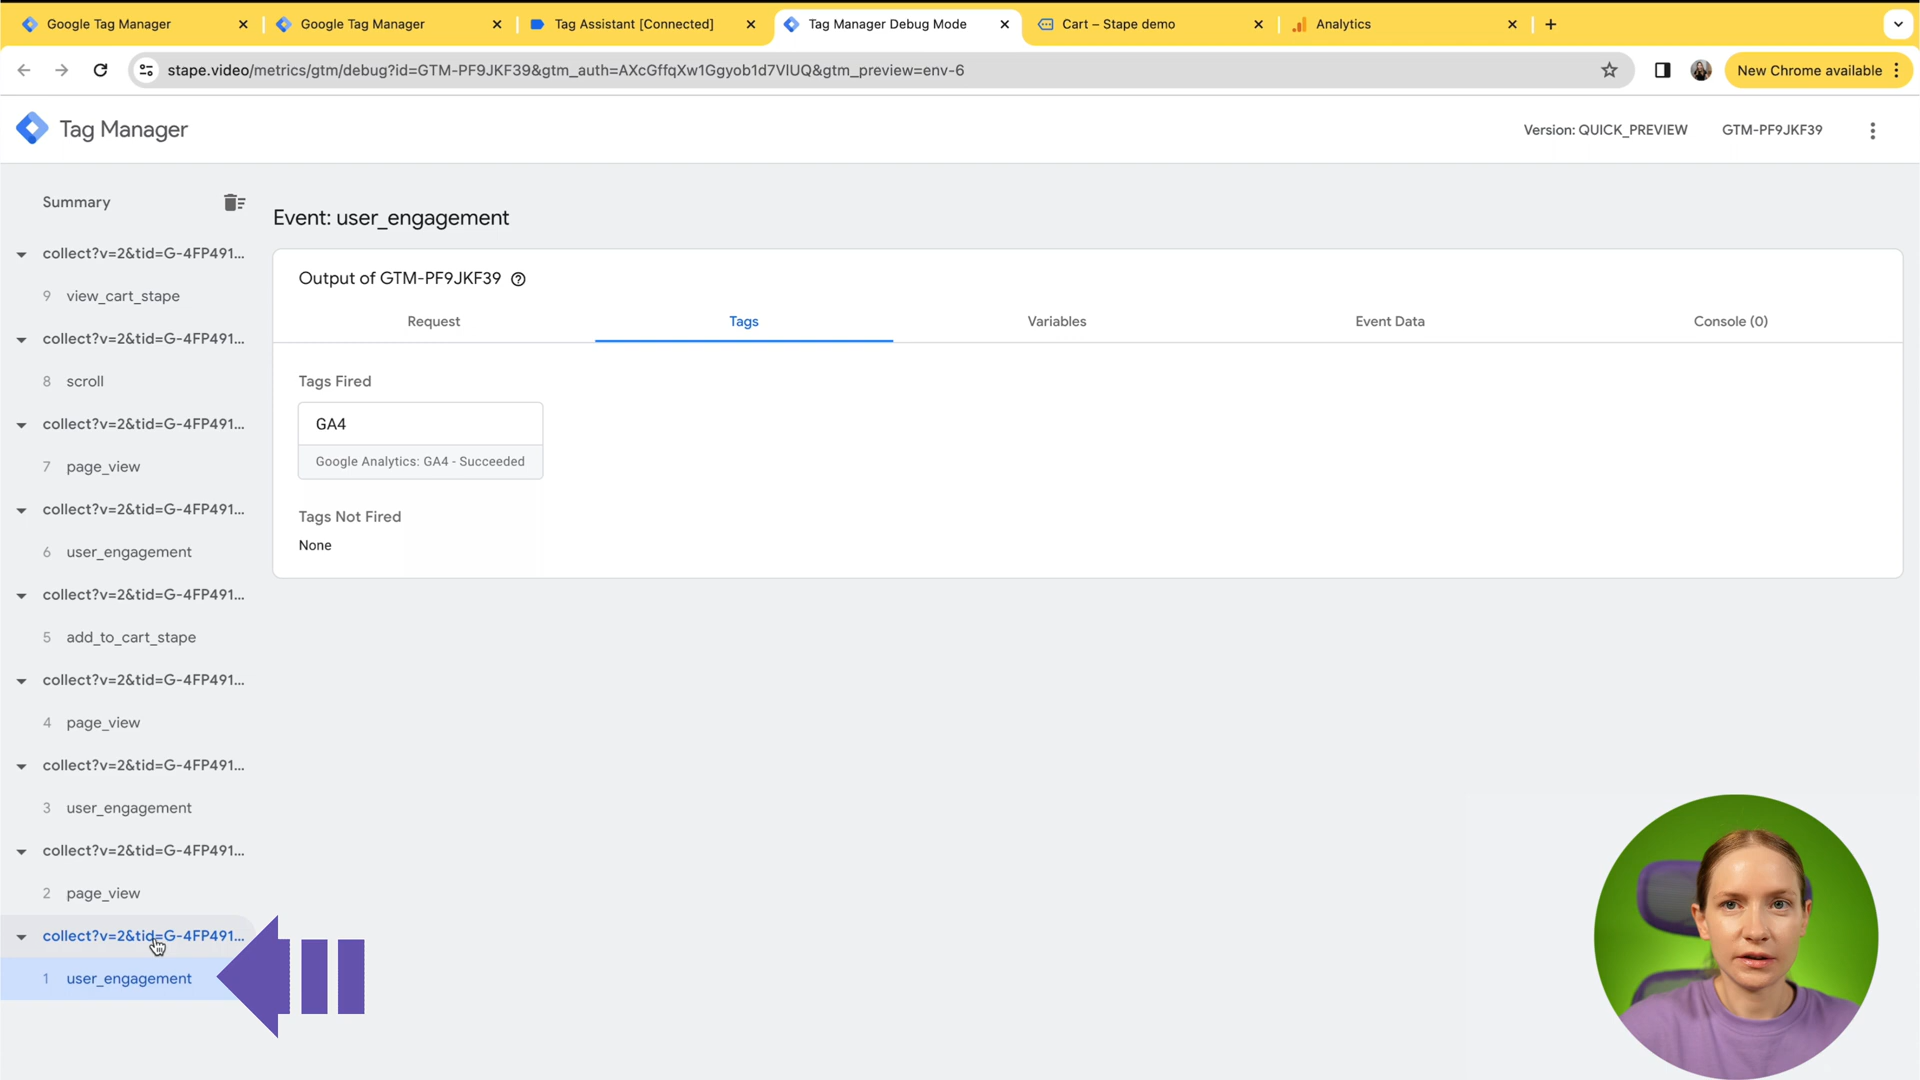 Google Tag Manager
Google Tag Manager
Tag Assistant [Connected]
Tag Manager Debug Mode
Cart – Stape demo
Analytics
stape.video/metrics/gtm/debug?id=GTM-PF9JKF39&gtm_auth=AXcGffqXw1Ggyob1d7VlUQ&gtm_preview=env-6
New Chrome available
Tag Manager
Version: QUICK_PREVIEW
GTM-PF9JKF39
Summary
collect?v=2&tid=G-4FP491...
9 view_cart_stape
collect?v=2&tid=G-4FP491...
8 scroll
collect?v=2&tid=G-4FP491...
7 page_view
collect?v=2&tid=G-4FP491...
6 user_engagement
collect?v=2&tid=G-4FP491...
5 add_to_cart_stape
collect?v=2&tid=G-4FP491...
4 page_view
collect?v=2&tid=G-4FP491...
3 user_engagement
collect?v=2&tid=G-4FP491...
2 page_view
collect?v=2&tid=G-4FP491...
1 user_engagement
Event: user_engagement
Output of GTM-PF9JKF39
Request
Tags
Variables
Event Data
Console (0)
Tags Fired
GA4
Google Analytics: GA4 - Succeeded
Tags Not Fired
None